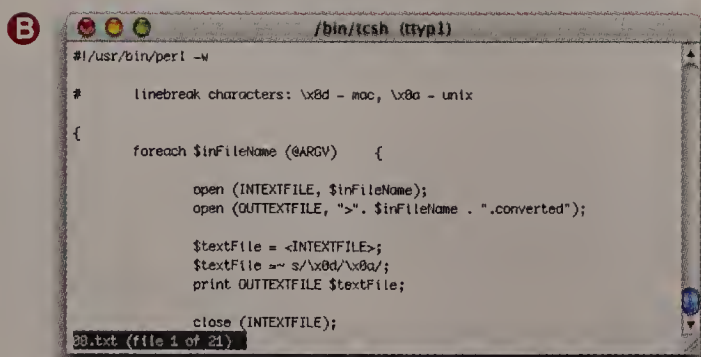 B
/bin/tcsh (ttyp1)
#!/usr/bin/perl -w
# linebreak characters: \x0d - mac, \x0a - unix
{
foreach $inFileName (@ARGV) {
open (INTEXTFILE, $inFileName);
open (OUTTEXTFILE, ">". $inFileName . ".converted");
$textFile = <INTEXTFILE>;
$textFile =~ s/\x0d/\x0a/;
print OUTTEXTFILE $textFile;
close (INTEXTFILE);
08.txt (file 1 of 21)